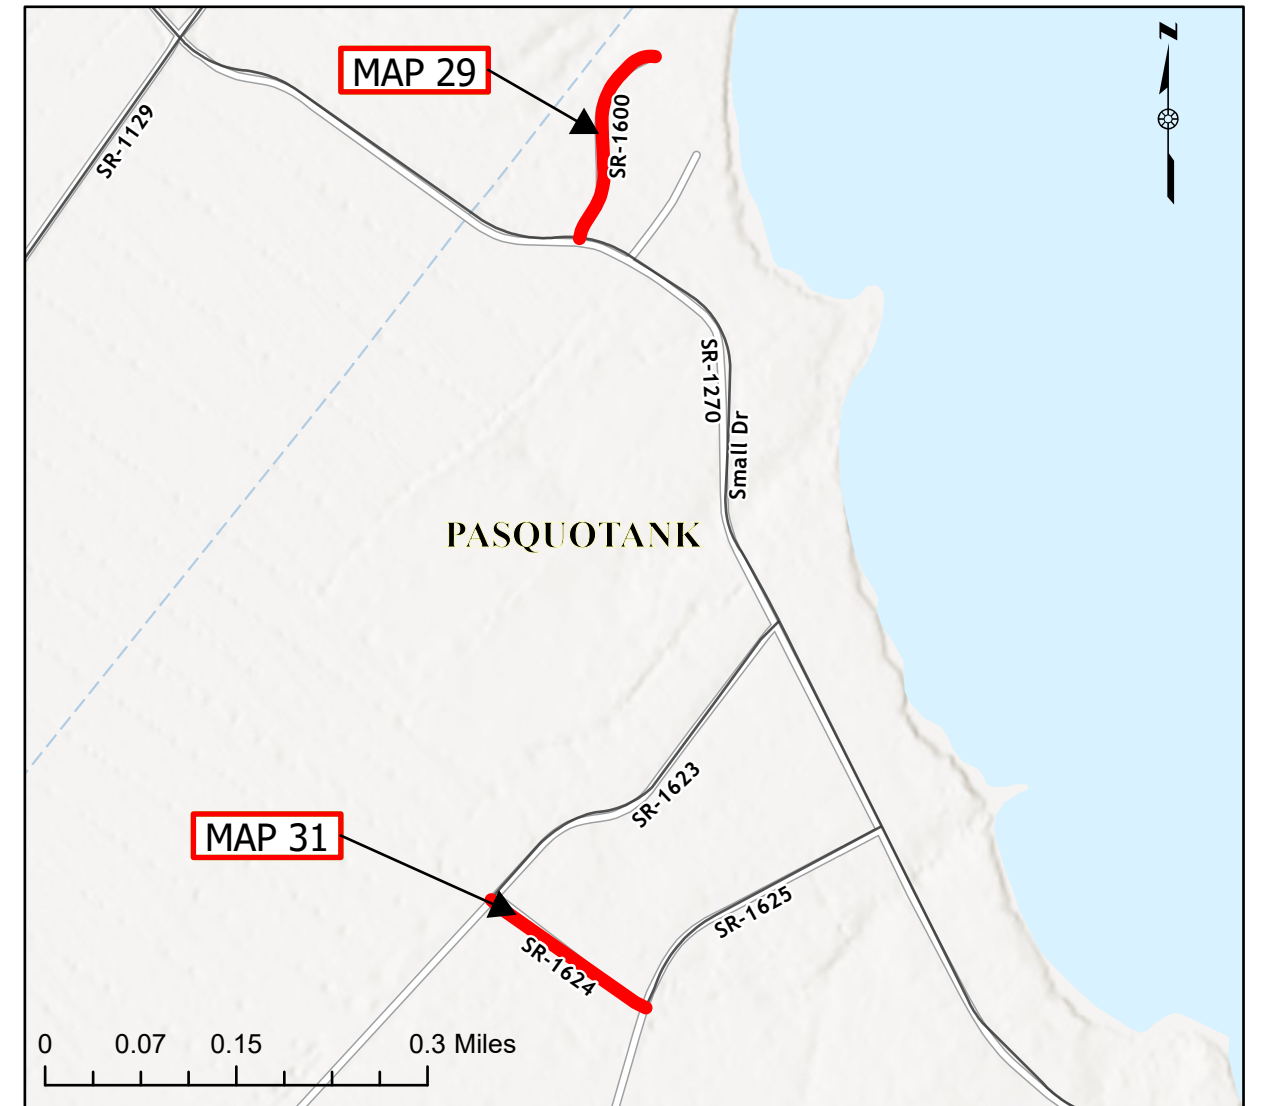 N
MAP 29
SR-1129
SR-1600
SR-1270
Small Dr
PASQUOTANK
SR-1623
MAP 31
SR-1625
SR-1624
0 0.07 0.15 0.3 Miles